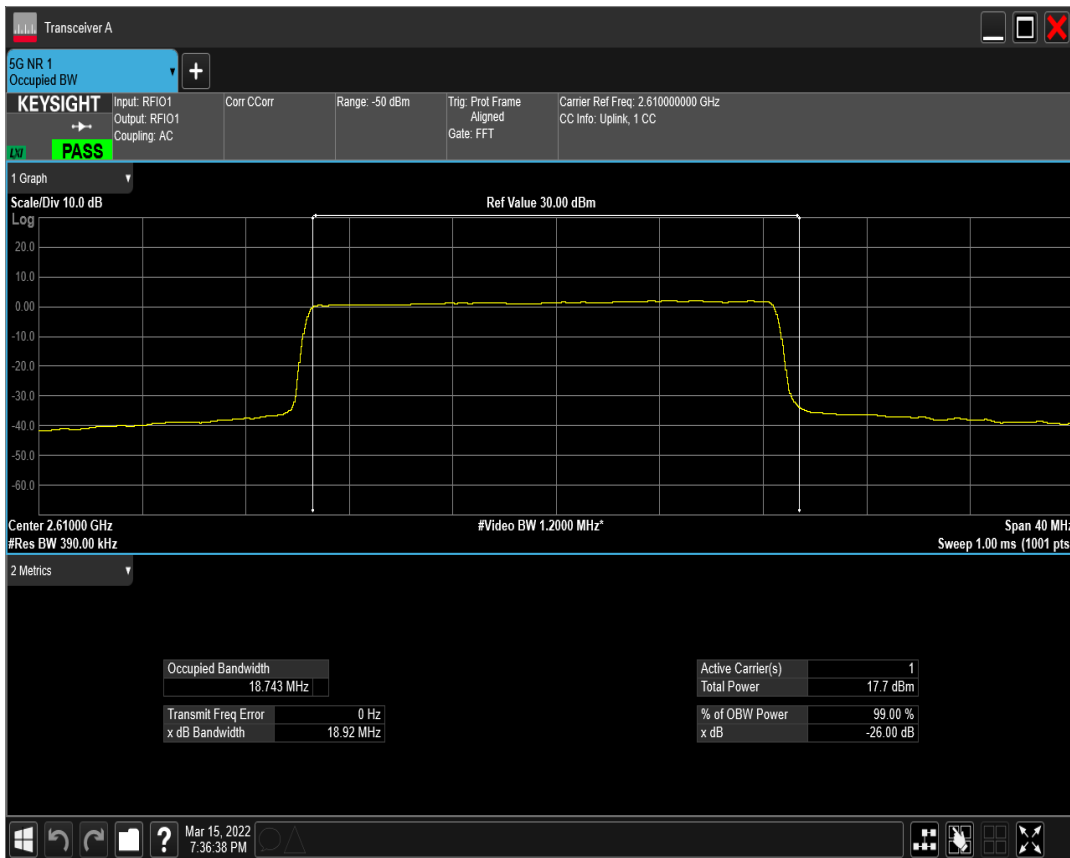 Transceiver A
5G NR 1
Occupied BW
KEYSIGHT
LXI
PASS
Input: RFIO1
Output: RFIO1
Coupling: AC
Corr CCorr
Range: -50 dBm
Trig: Prot Frame
Aligned
Gate: FFT
Carrier Ref Freq: 2.610000000 GHz
CC Info: Uplink, 1 CC
1 Graph
Scale/Div 10.0 dB
Ref Value 30.00 dBm
Log
20.0
10.0
0.00
-10.0
-20.0
-30.0
-40.0
-50.0
-60.0
Center 2.61000 GHz
#Video BW 1.2000 MHz*
Span 40 MHz
#Res BW 390.00 kHz
Sweep 1.00 ms (1001 pts
2 Metrics
Occupied Bandwidth
18.743 MHz
Transmit Freq Error 0 Hz
x dB Bandwidth 18.92 MHz
Active Carrier(s) 1
Total Power 17.7 dBm
% of OBW Power 99.00 %
x dB -26.00 dB
?
Mar 15, 2022
7:36:38 PM